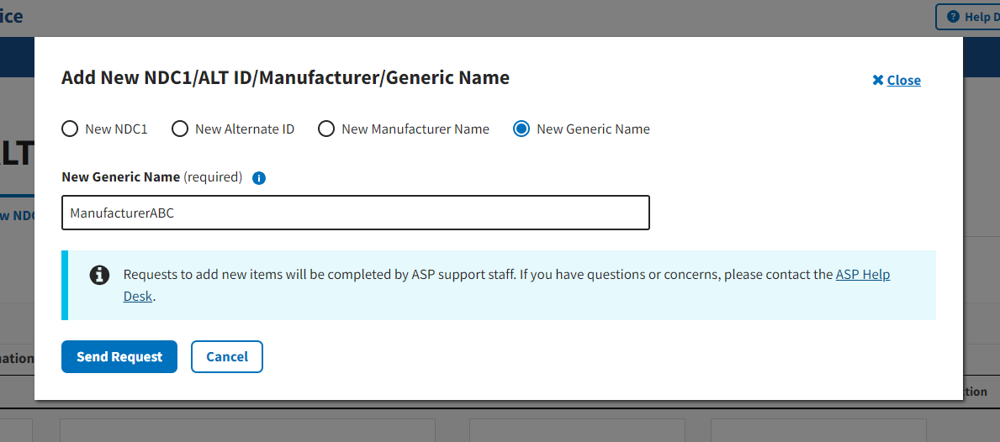 ice
Help D
Add New NDC1/ALT ID/Manufacturer/Generic Name
Close
New NDC1 New Alternate ID New Manufacturer Name New Generic Name
LT
New Generic Name (required)
w NDC
ManufacturerABC
Requests to add new items will be completed by ASP support staff. If you have questions or concerns, please contact the ASP Help
Desk.
Send Request Cancel
nation
tion